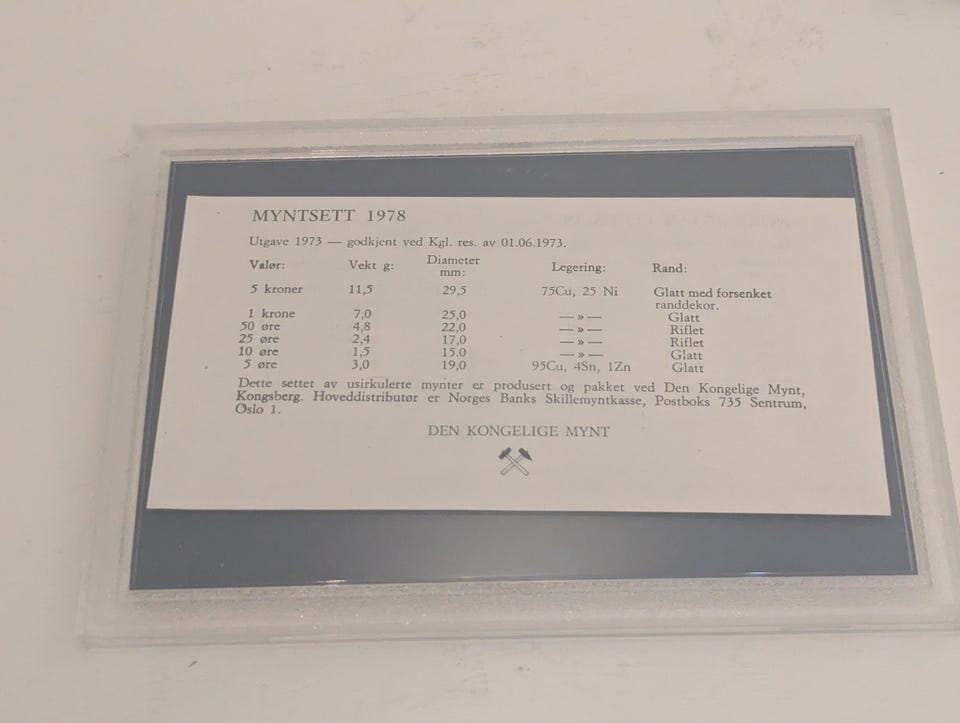 MYNTSETT 1978
Utgave 1973 — godkjent ved Kgl. res. av 01.06.1973.
Valør: Vekt g: Diameter mm: Legering: Rand:
5 kroner 11,5 29,5 75Cu, 25 Ni Glatt med forsenket
randdekor.
1 krone 7,0 25,0 —»— Glatt
50 øre 4,8 22,0 —»— Riflet
25 øre 2,4 17,0 —»— Riflet
10 øre 1,5 15.0 —»— Glatt
5 øre 3,0 19,0 95Cu, 4Sn, 1Zn Glatt
Dette settet av usirkulerte mynter er produsert og pakket ved Den Kongelige Mynt,
Kongsberg. Hoveddistributør er Norges Banks Skillemyntkasse, Postboks 735 Sentrum,
Oslo 1.
DEN KONGELIGE MYNT